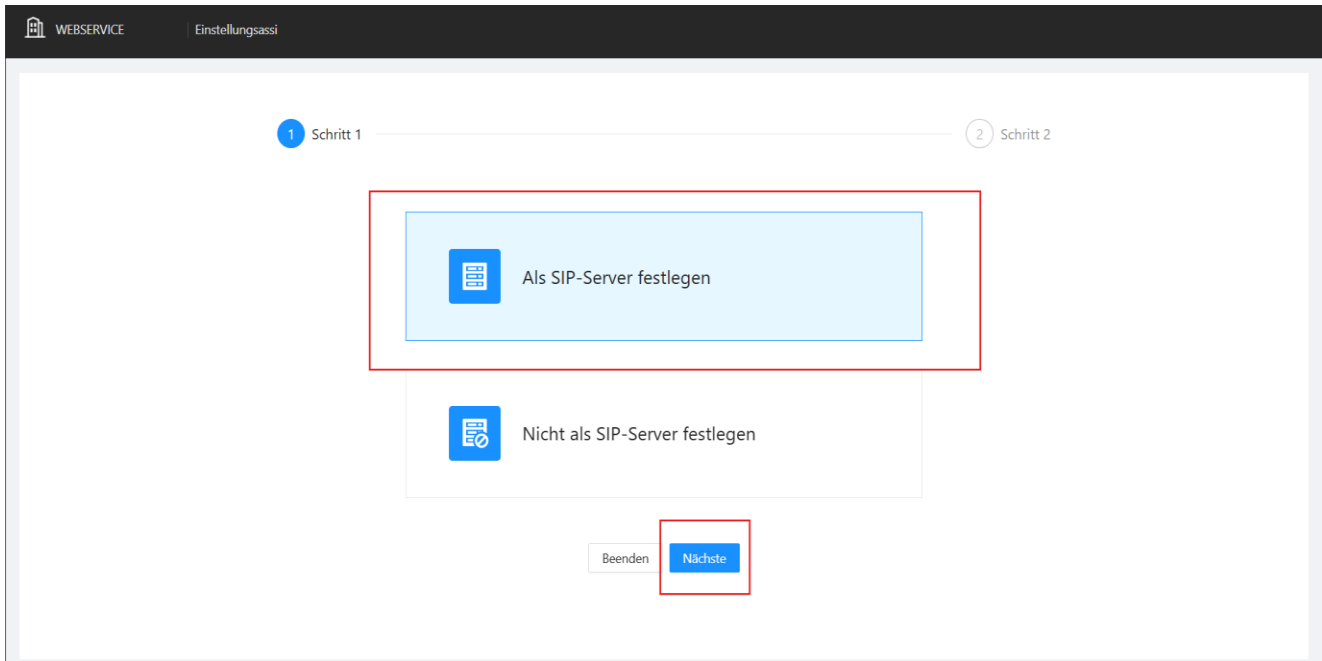 WEBSERVICE Einstellungsassi
1 Schritt 1 2 Schritt 2
Als SIP-Server festlegen
Nicht als SIP-Server festlegen
Beenden Nächste